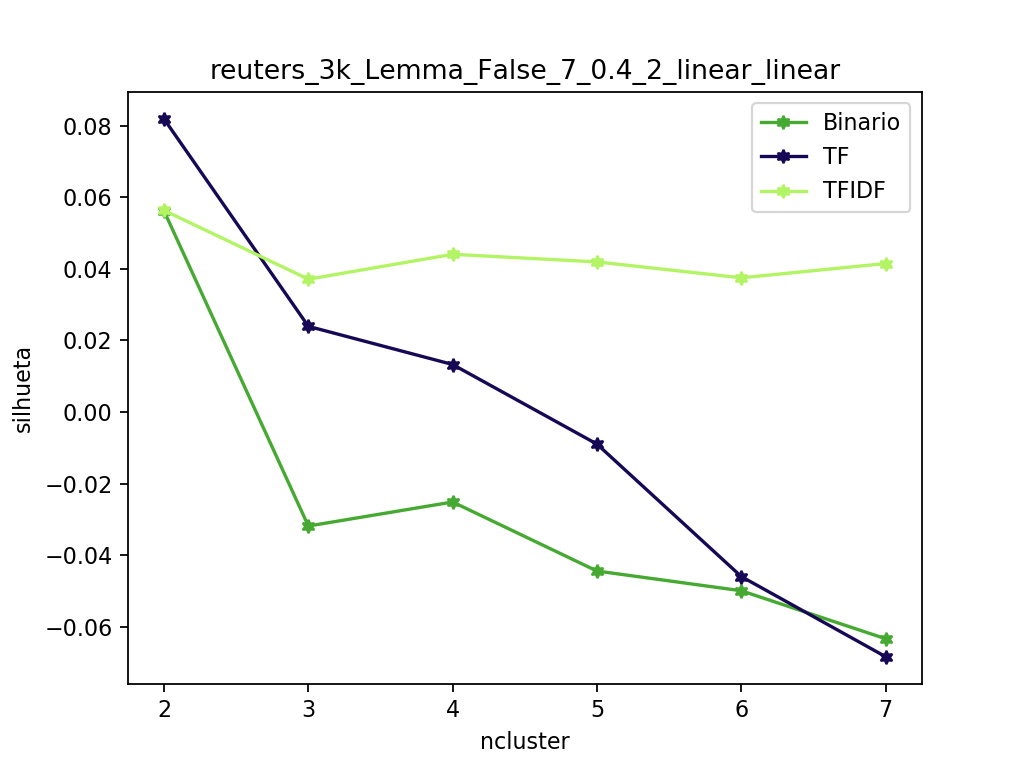 reuters_3k_Lemma_False_7_0.4_2_linear_linear
Binario
TF
TFIDF
silhueta
0.08
0.06
0.04
0.02
0.00
−0.02
−0.04
−0.06
2 3 4 5 6 7
ncluster